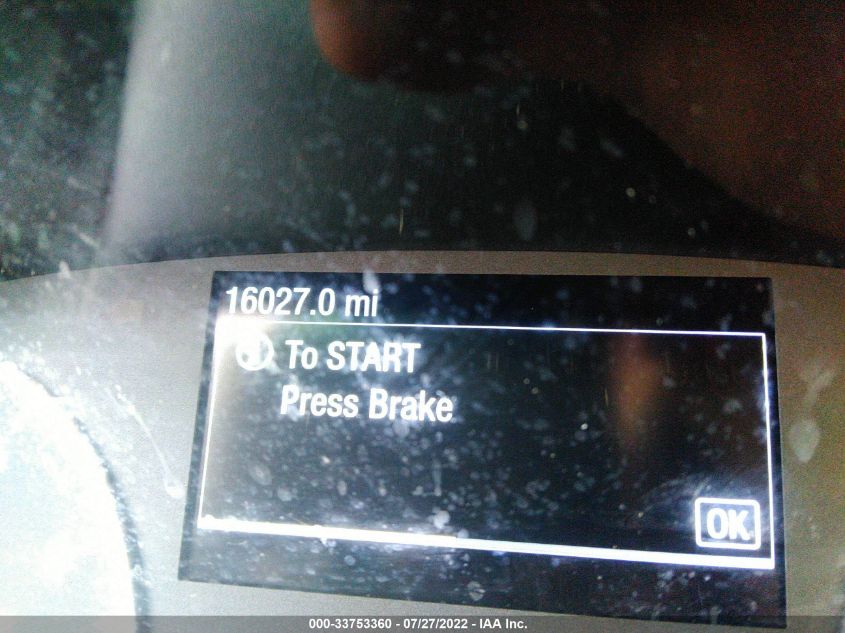 16027.0 mi
To START
Press Brake
OK
000-33753360 - 07/27/2022 - IAA Inc.